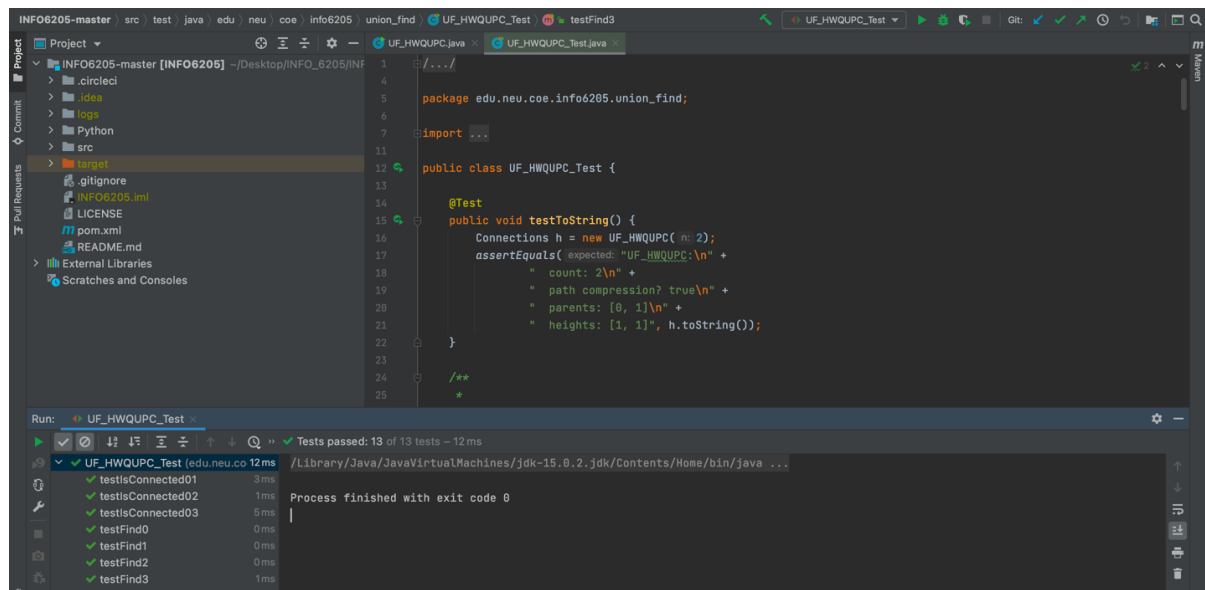 INFO6205-master 〉 src 〉 test 〉 java 〉 edu 〉 neu 〉 coe 〉 info6205 〉 union_find 〉 UF_HWQUPC_Test 〉 testFind3
UF_HWQUPC_Test
Git:
Project
UF_HWQUPC.java
UF_HWQUPC_Test.java
Project
Commit
Pull Requests
Maven
INFO6205-master [INFO6205] ~/Desktop/INFO_6205/INF
.circleci
.idea
logs
Python
src
target
.gitignore
INFO6205.iml
LICENSE
pom.xml
README.md
External Libraries
Scratches and Consoles
2
1 /.../
4
5 package edu.neu.coe.info6205.union_find;
6
7 import ...
11
12 public class UF_HWQUPC_Test {
13
14 @Test
15 public void testToString() {
16 Connections h = new UF_HWQUPC( n: 2);
17 assertEquals( expected: "UF_HWQUPC:\n" +
18 "  count: 2\n" +
19 "  path compression? true\n" +
20 "  parents: [0, 1]\n" +
21 "  heights: [1, 1]", h.toString());
22 }
23
24 /**
25 *
Run: UF_HWQUPC_Test
Tests passed: 13 of 13 tests – 12 ms
UF_HWQUPC_Test (edu.neu.co 12 ms
testIsConnected01 3 ms
testIsConnected02 1 ms
testIsConnected03 5 ms
testFind0 0 ms
testFind1 0 ms
testFind2 0 ms
testFind3 1 ms
/Library/Java/JavaVirtualMachines/jdk-15.0.2.jdk/Contents/Home/bin/java ...
Process finished with exit code 0